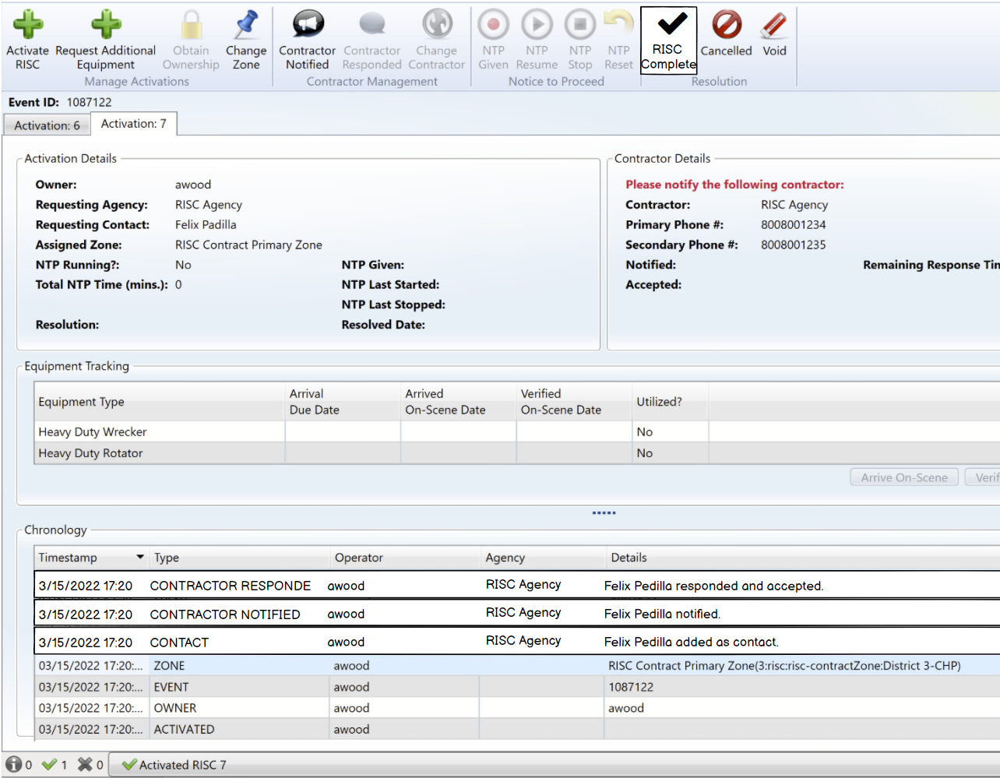 Activate RISC
Request Additional Equipment
Obtain Ownership
Change Zone
Manage Activations
Contractor Notified
Contractor Responded
Change Contractor
Contractor Management
NTP Given
NTP Resume
NTP Stop
NTP Reset
Notice to Proceed
RISC Complete
Cancelled
Void
Resolution
Event ID: 1087122
Activation: 6
Activation: 7
Activation Details
Owner: awood
Requesting Agency: RISC Agency
Requesting Contact: Felix Padilla
Assigned Zone: RISC Contract Primary Zone
NTP Running?: No
NTP Given:
Total NTP Time (mins.): 0
NTP Last Started:
NTP Last Stopped:
Resolution:
Resolved Date:
Contractor Details
Please notify the following contractor:
Contractor: RISC Agency
Primary Phone #: 8008001234
Secondary Phone #: 8008001235
Notified:
Remaining Response Tim
Accepted:
Equipment Tracking
Equipment Type
Arrival Due Date
Arrived On-Scene Date
Verified On-Scene Date
Utilized?
Heavy Duty Wrecker No
Heavy Duty Rotator No
Arrive On-Scene
Verif
Chronology
Timestamp Type Operator Agency Details
3/15/2022 17:20 CONTRACTOR RESPONDE awood RISC Agency Felix Pedilla responded and accepted.
3/15/2022 17:20 CONTRACTOR NOTIFIED awood RISC Agency Felix Pedilla notified.
3/15/2022 17:20 CONTACT awood RISC Agency Felix Pedilla added as contact.
03/15/2022 17:20:... ZONE awood RISC Contract Primary Zone(3:risc:risc-contractZone:District 3-CHP)
03/15/2022 17:20:... EVENT awood 1087122
03/15/2022 17:20:... OWNER awood awood
03/15/2022 17:20:... ACTIVATED awood
0 1 0 Activated RISC 7